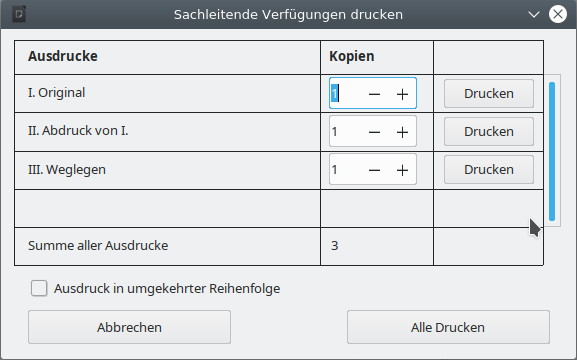 Sachleitende Verfügungen drucken
Ausdrucke Kopien
I. Original 1 Drucken
II. Abdruck von I. 1 Drucken
III. Weglegen 1 Drucken
Summe aller Ausdrucke 3
Ausdruck in umgekehrter Reihenfolge
Abbrechen Alle Drucken